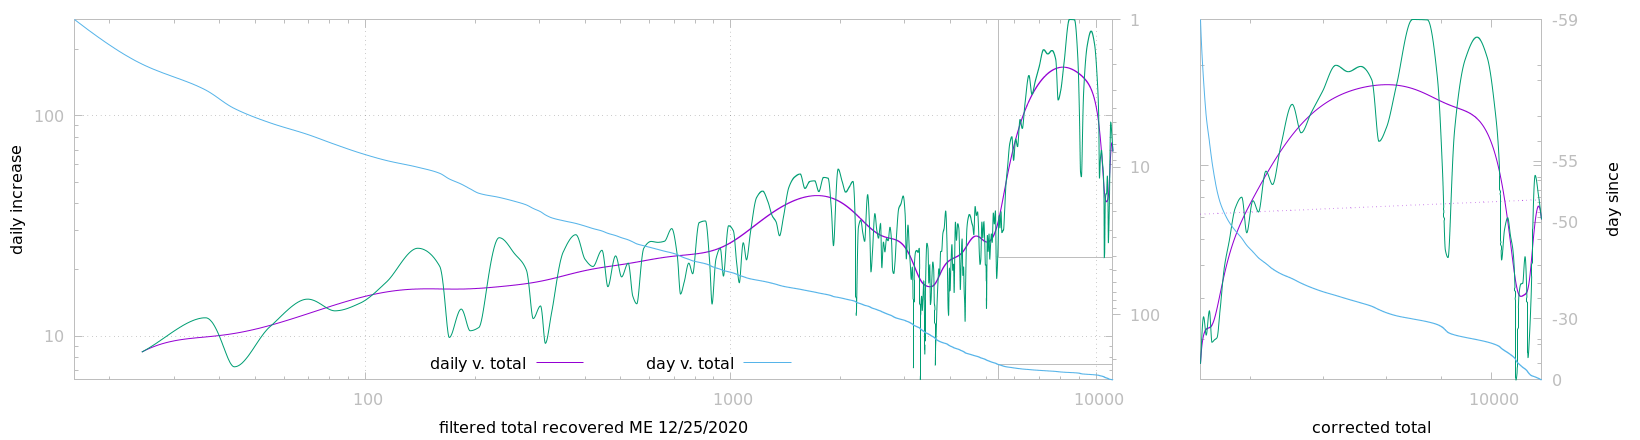 daily increase
100
10
daily v. total
day v. total
100
1000
10000
filtered total recovered ME 12/25/2020
1
10
100
10000
corrected total
-59
-55
-50
-30
0
day since